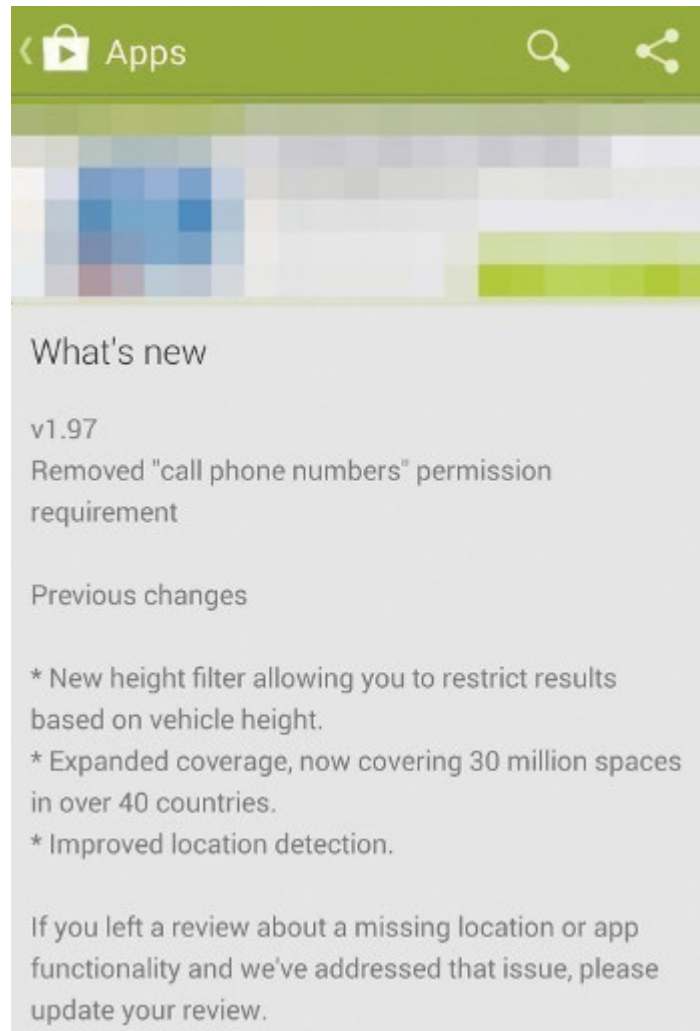 Apps
What's new
v1.97
Removed "call phone numbers" permission
requirement
Previous changes
* New height filter allowing you to restrict results
based on vehicle height.
* Expanded coverage, now covering 30 million spaces
in over 40 countries.
* Improved location detection.
If you left a review about a missing location or app
functionality and we've addressed that issue, please
update your review.